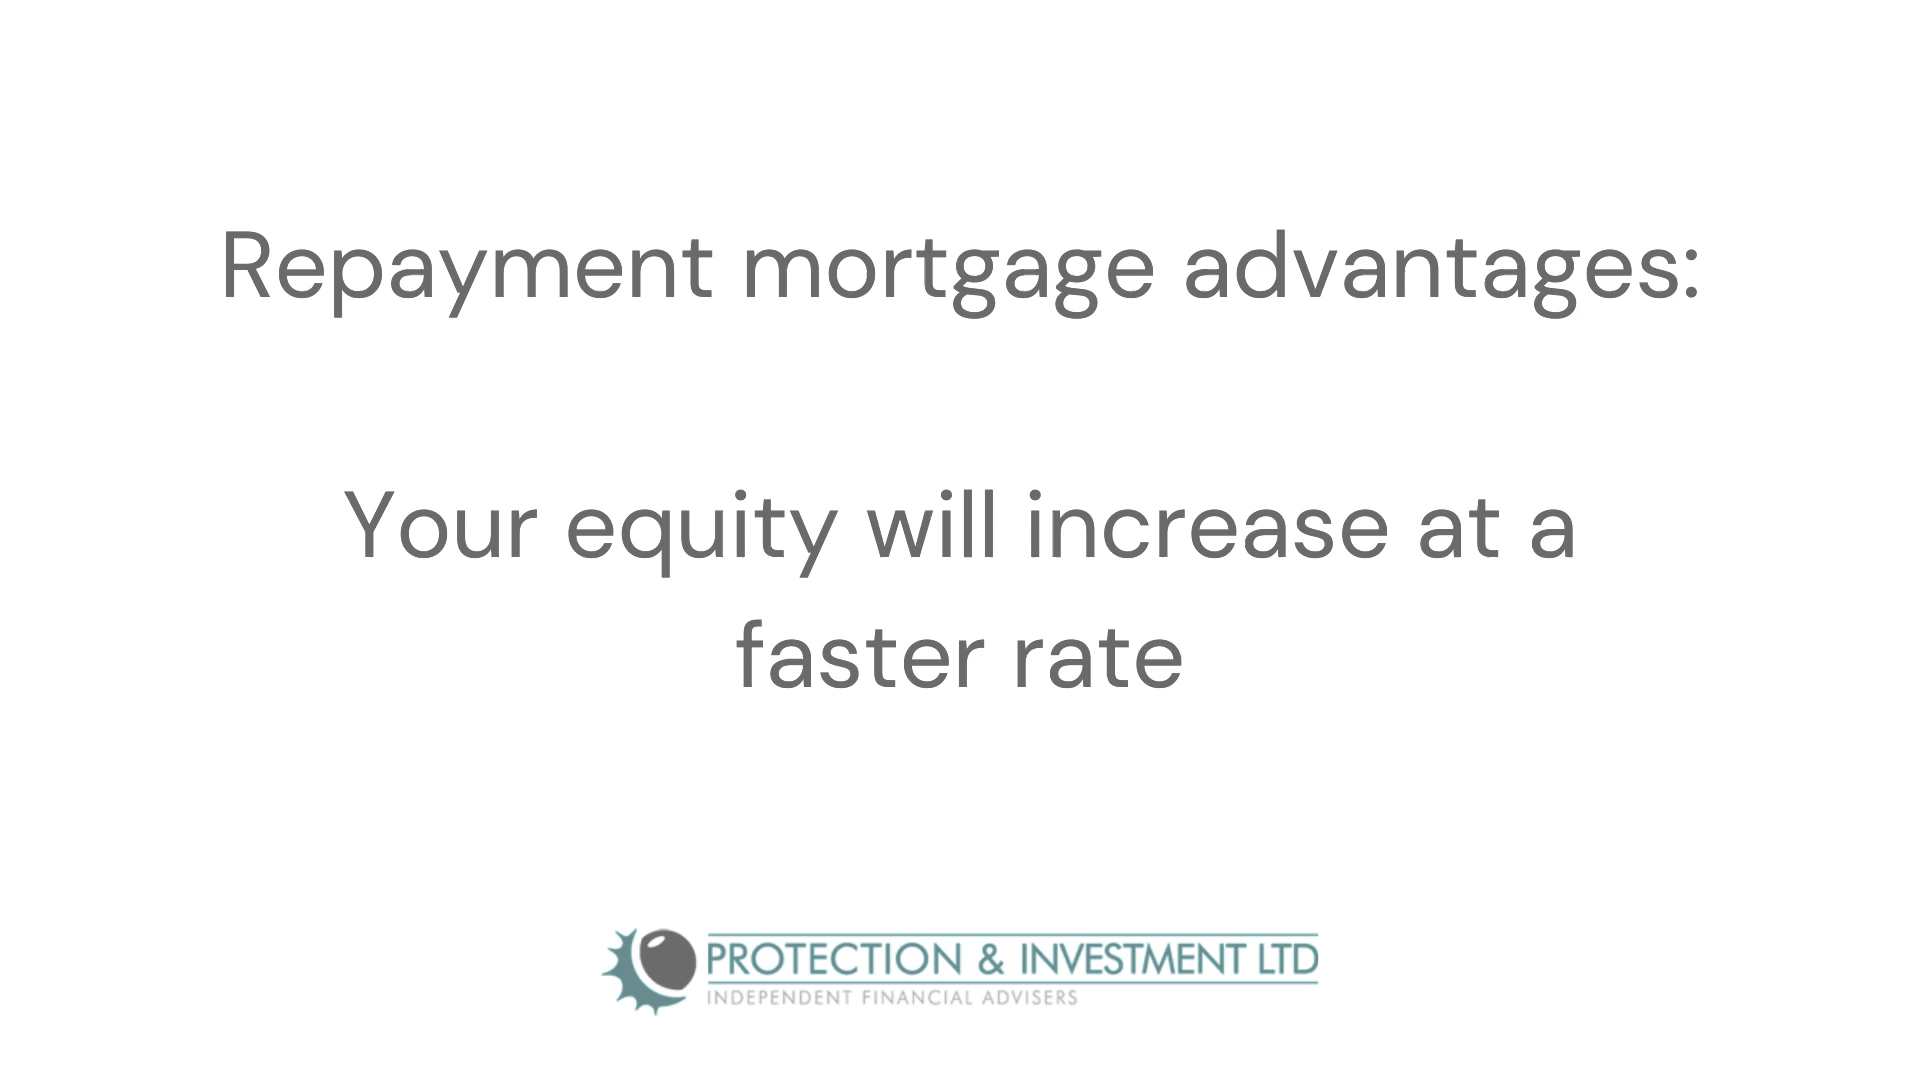 Repayment mortgage advantages:
Your equity will increase at a
faster rate
PROTECTION & INVESTMENT LTD
INDEPENDENT FINANCIAL ADVISERS